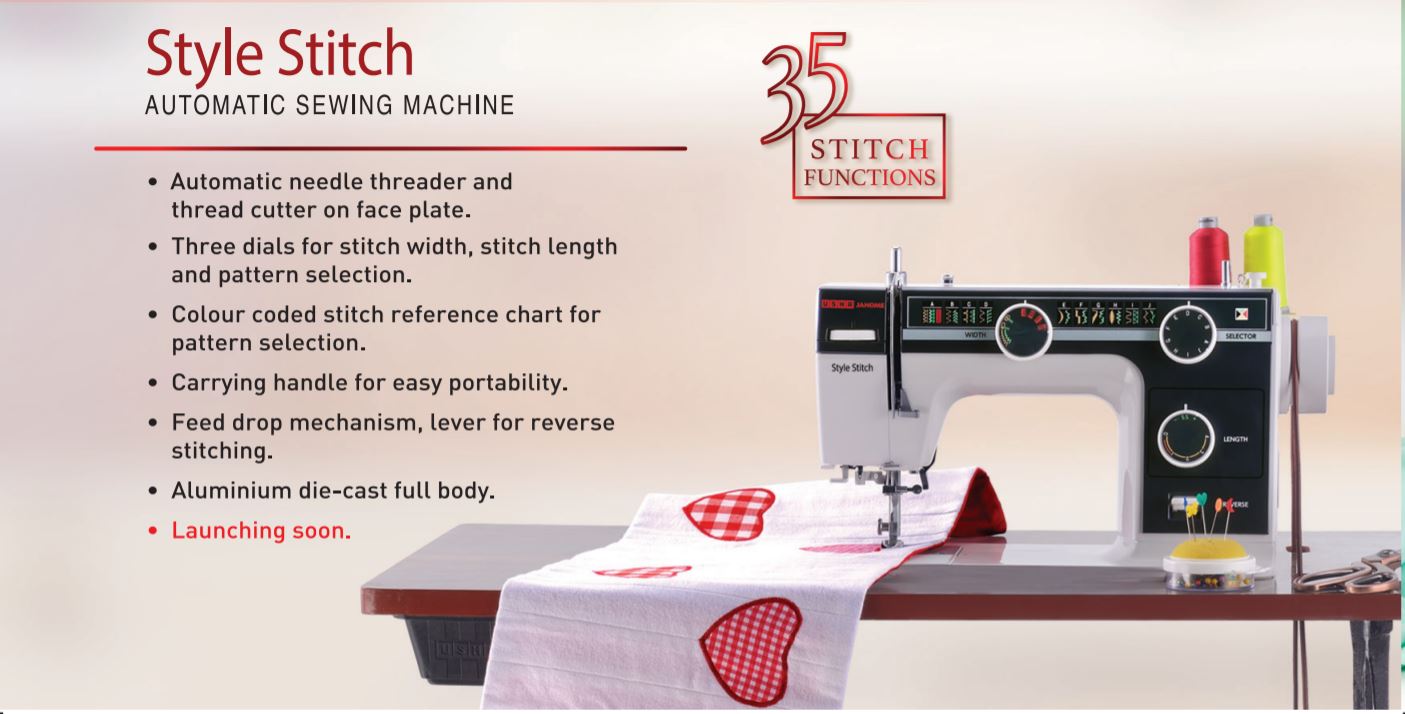 Style Stitch
AUTOMATIC SEWING MACHINE
35
STITCH
FUNCTIONS
• Automatic needle threader and
thread cutter on face plate.
• Three dials for stitch width, stitch length
and pattern selection.
• Colour coded stitch reference chart for
pattern selection.
• Carrying handle for easy portability.
• Feed drop mechanism, lever for reverse
stitching.
• Aluminium die-cast full body.
• Launching soon.
USHA JANOME
A B C D
E F G H I J
WIDTH
SELECTOR
Style Stitch
LENGTH
REVERSE
USHA